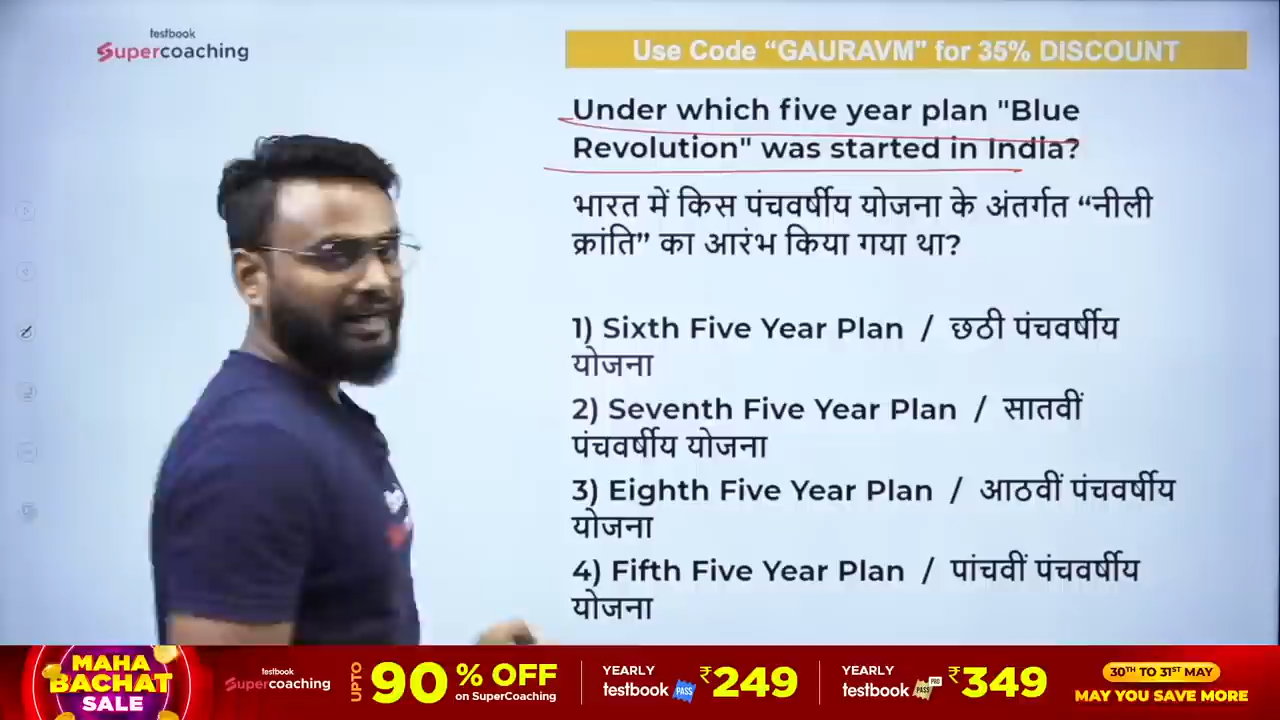 testbook
Supercoaching
Use Code “GAURAVM" for 35% DISCOUNT
Under which five year plan "Blue
Revolution" was started in India?
भारत में किस पंचवर्षीय योजना के अंतर्गत “नीली
क्रांति” का आरंभ किया गया था?
1) Sixth Five Year Plan / छठी पंचवर्षीय
योजना
2) Seventh Five Year Plan / सातवीं
पंचवर्षीय योजना
3) Eighth Five Year Plan / आठवीं पंचवर्षीय
योजना
4) Fifth Five Year Plan / पांचवीं पंचवर्षीय
योजना
MAHA
BACHAT
SALE
testbook
Supercoaching
UPTO 90% OFF
on SuperCoaching
YEARLY
testbook PASS ₹249
YEARLY
testbook PASS PRO ₹349
30TH TO 31ST MAY
MAY YOU SAVE MORE